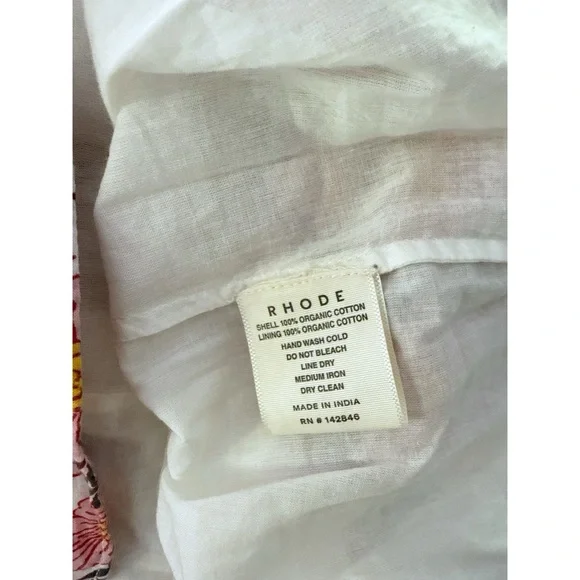 RHODE
SHELL 100% ORGANIC COTTON
LINING 100% ORGANIC COTTON
HAND WASH COLD
DO NOT BLEACH
LINE DRY
MEDIUM IRON
DRY CLEAN
MADE IN INDIA
RN # 142846